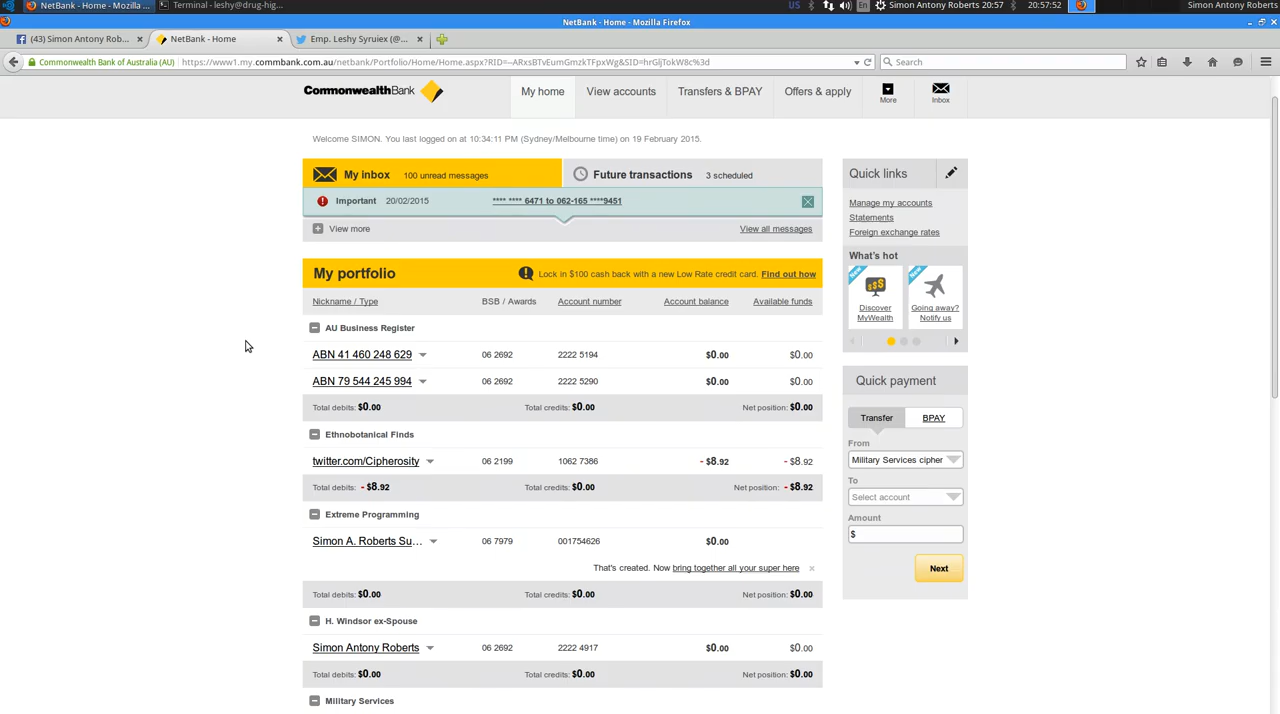 NetBank - Home - Mozilla ... Terminal - leshy@drug-hig... US En Simon Antony Roberts 20:57 20:57:52 Simon Antony Roberts
NetBank - Home - Mozilla Firefox
(43) Simon Antony Rob... NetBank - Home Emp. Leshy Syruiex (@...
Commonwealth Bank of Australia (AU) https://www1.my.commbank.com.au/netbank/Portfolio/Home/Home.aspx?RID=--ARxsBTvEumGmzkTFpxWg&SID=hrGljTokW8c%3d Search
CommonwealthBank My home View accounts Transfers & BPAY Offers & apply More Inbox
Welcome SIMON. You last logged on at 10:34:11 PM (Sydney/Melbourne time) on 19 February 2015.
My inbox 100 unread messages Future transactions 3 scheduled
Important 20/02/2015 **** **** 6471 to 062-165 ****9451
View more View all messages
My portfolio Lock in $100 cash back with a new Low Rate credit card. Find out how
Nickname / Type BSB / Awards Account number Account balance Available funds
AU Business Register
ABN 41 460 248 629 06 2692 2222 5194 $0.00 $0.00
ABN 79 544 245 994 06 2692 2222 5290 $0.00 $0.00
Total debits: $0.00 Total credits: $0.00 Net position: $0.00
Ethnobotanical Finds
twitter.com/Cipherosity 06 2199 1062 7386 - $8.92 - $8.92
Total debits: - $8.92 Total credits: $0.00 Net position: - $8.92
Extreme Programming
Simon A. Roberts Su... 06 7979 001754626 $0.00
That's created. Now bring together all your super here
Total debits: $0.00 Total credits: $0.00 Net position: $0.00
H. Windsor ex-Spouse
Simon Antony Roberts 06 2692 2222 4917 $0.00 $0.00
Total debits: $0.00 Total credits: $0.00 Net position: $0.00
Military Services
Quick links
Manage my accounts
Statements
Foreign exchange rates
What's hot
New New
Discover MyWealth
Going away? Notify us
Quick payment
Transfer BPAY
From
Military Services cipher
To
Select account
Amount
$
Next